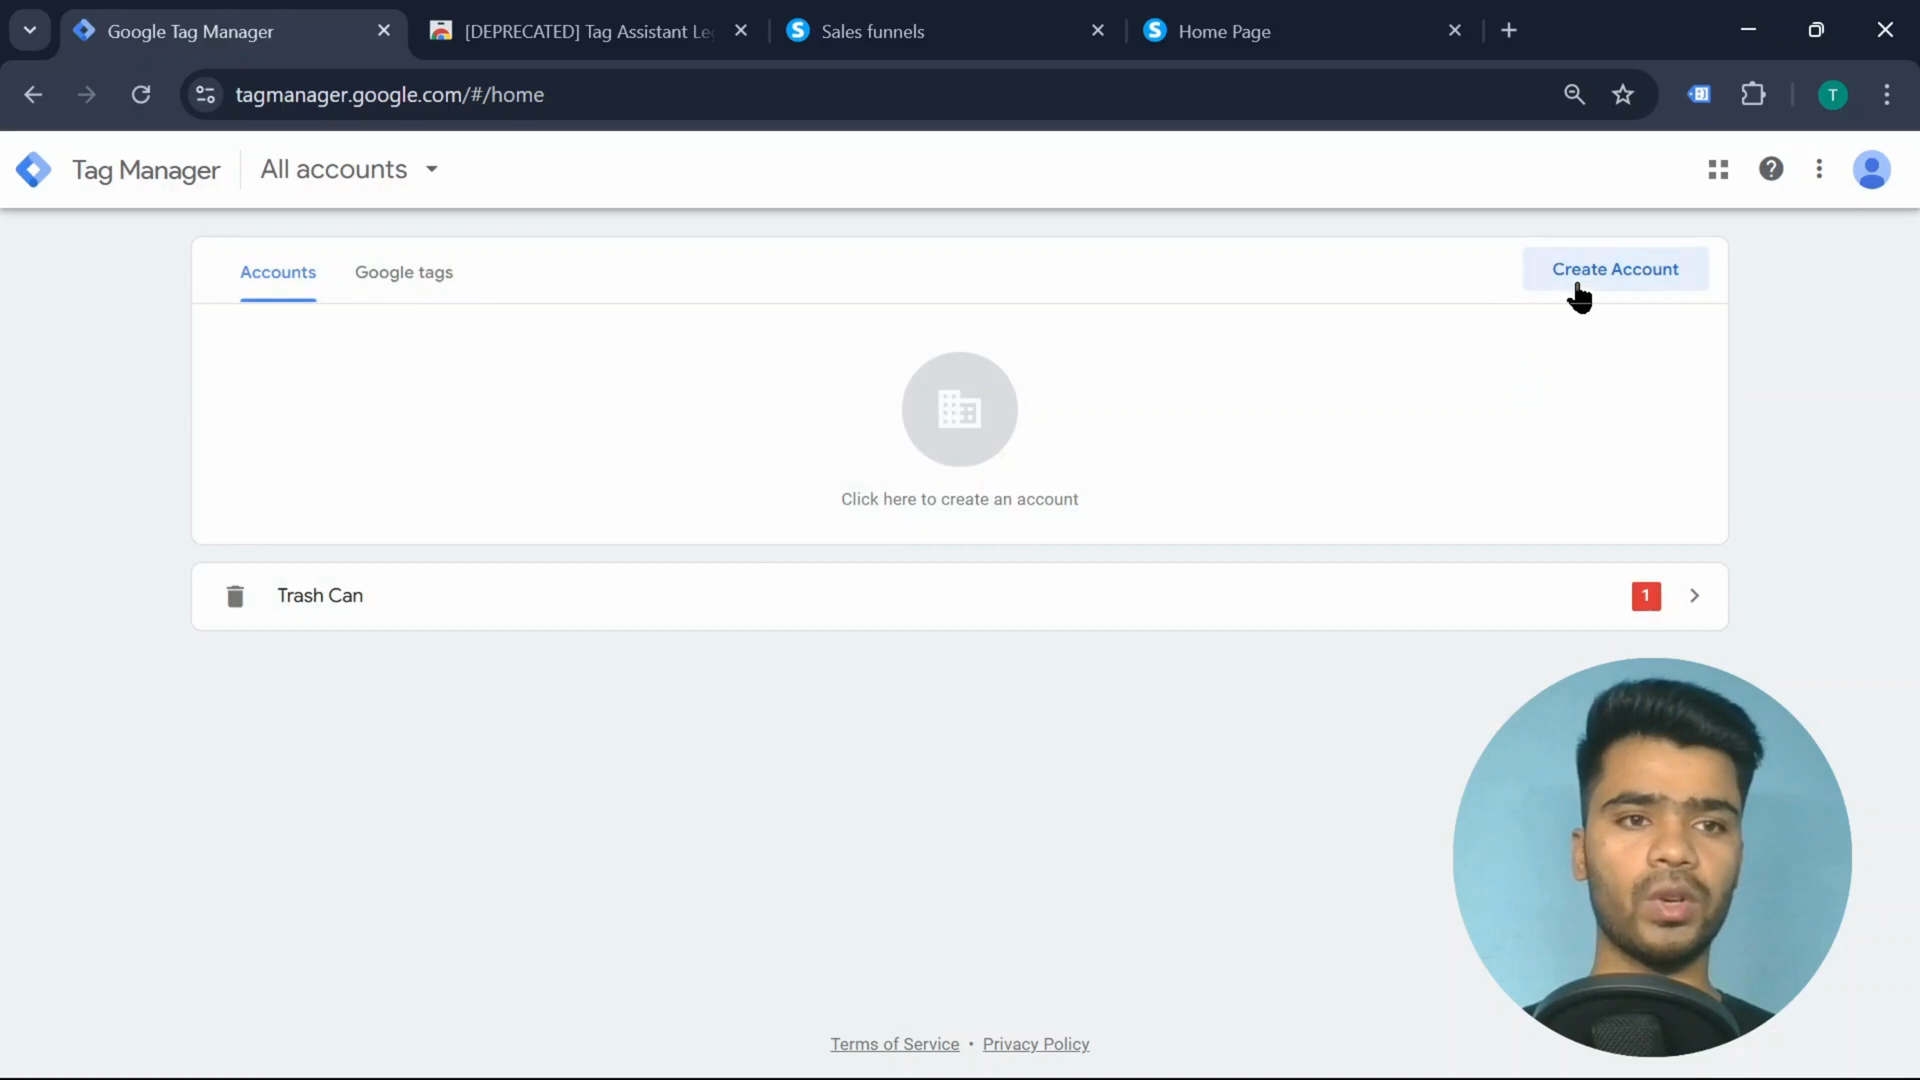 Google Tag Manager
[DEPRECATED] Tag Assistant Le
Sales funnels
Home Page
tagmanager.google.com/#/home
T
Tag Manager
All accounts
Accounts
Google tags
Create Account
Click here to create an account
Trash Can
1
Terms of Service • Privacy Policy